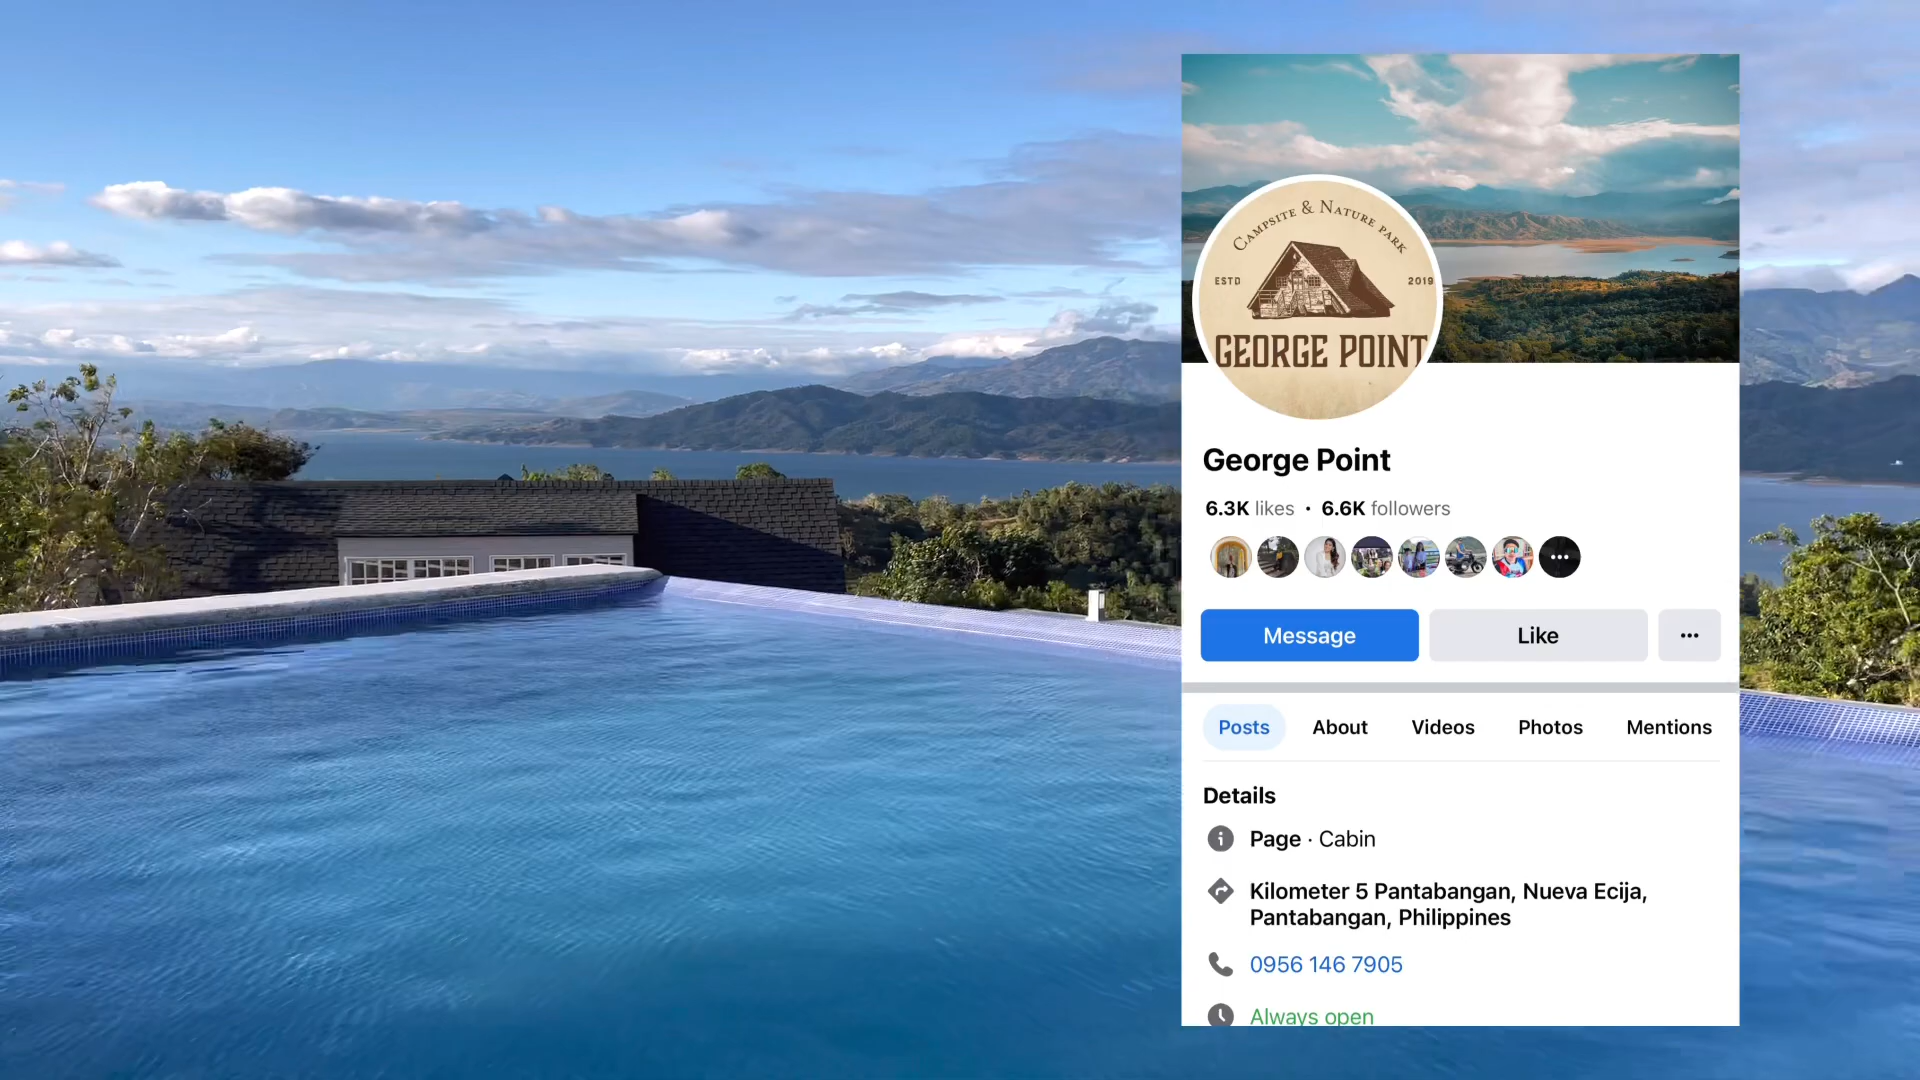 CAMPSITE & NATURE PARK
ESTD 2019
GEORGE POINT
George Point
6.3K likes • 6.6K followers
Message Like
Posts About Videos Photos Mentions
Details
Page · Cabin
Kilometer 5 Pantabangan, Nueva Ecija,
Pantabangan, Philippines
0956 146 7905
Always open